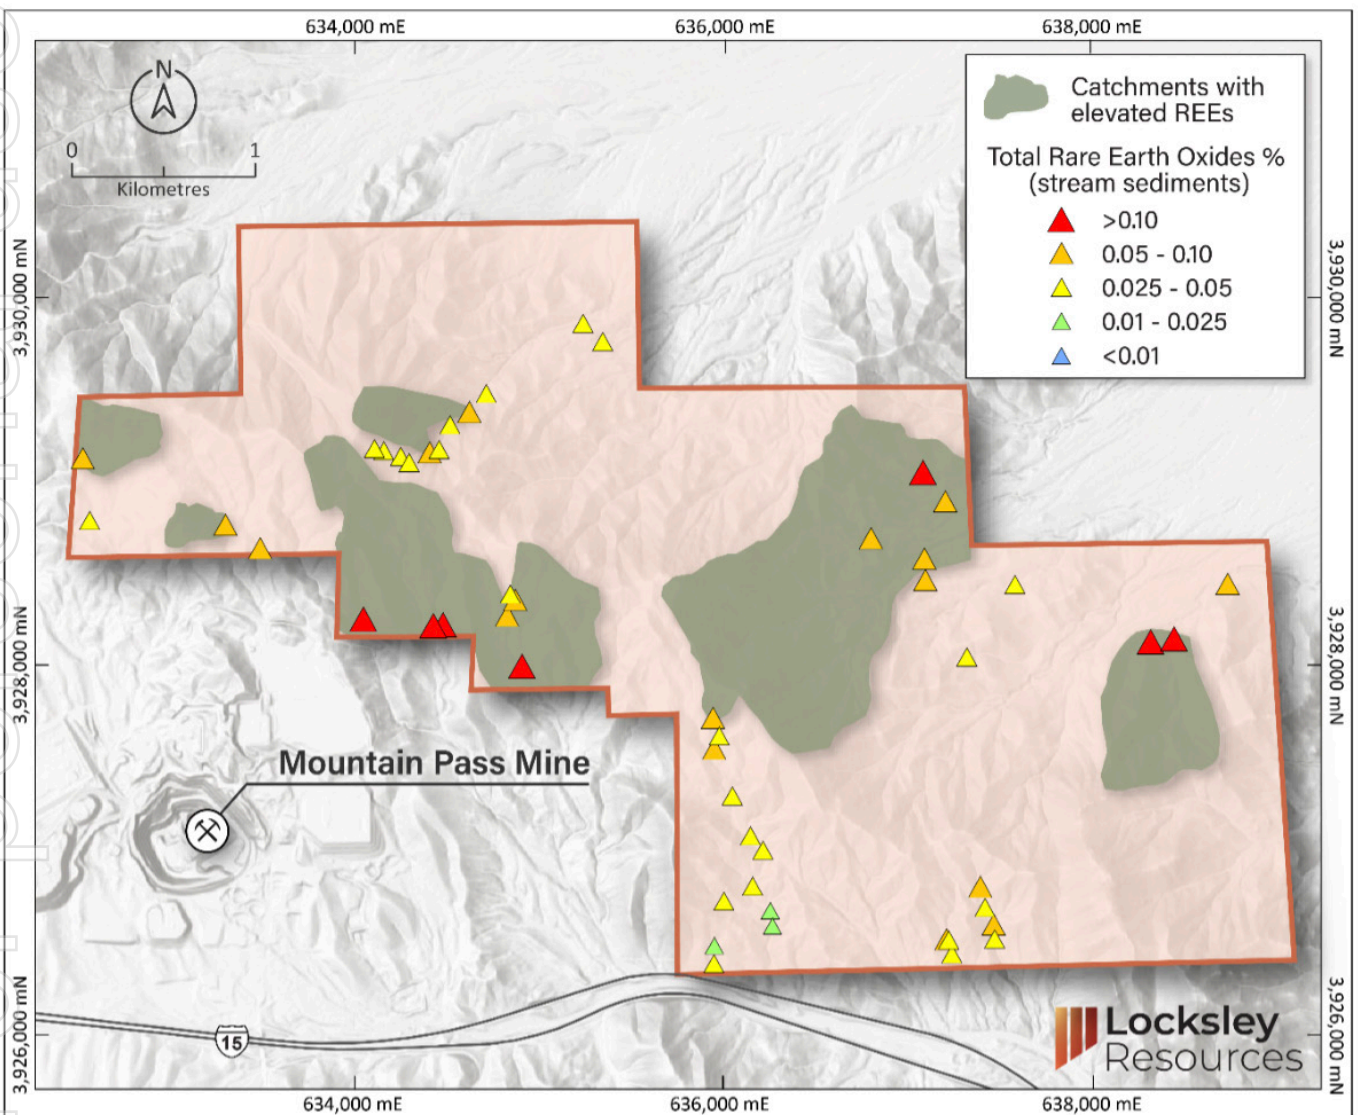 634,000 mE
636,000 mE
638,000 mE
N
0 1
Kilometres
Catchments with
elevated REEs
Total Rare Earth Oxides %
(stream sediments)
>0.10
0.05 - 0.10
0.025 - 0.05
0.01 - 0.025
<0.01
3,930,000 mN
3,930,000 mN
3,928,000 mN
3,928,000 mN
Mountain Pass Mine
15
3,926,000 mN
3,926,000 mN
Locksley
Resources
634,000 mE
636,000 mE
638,000 mE